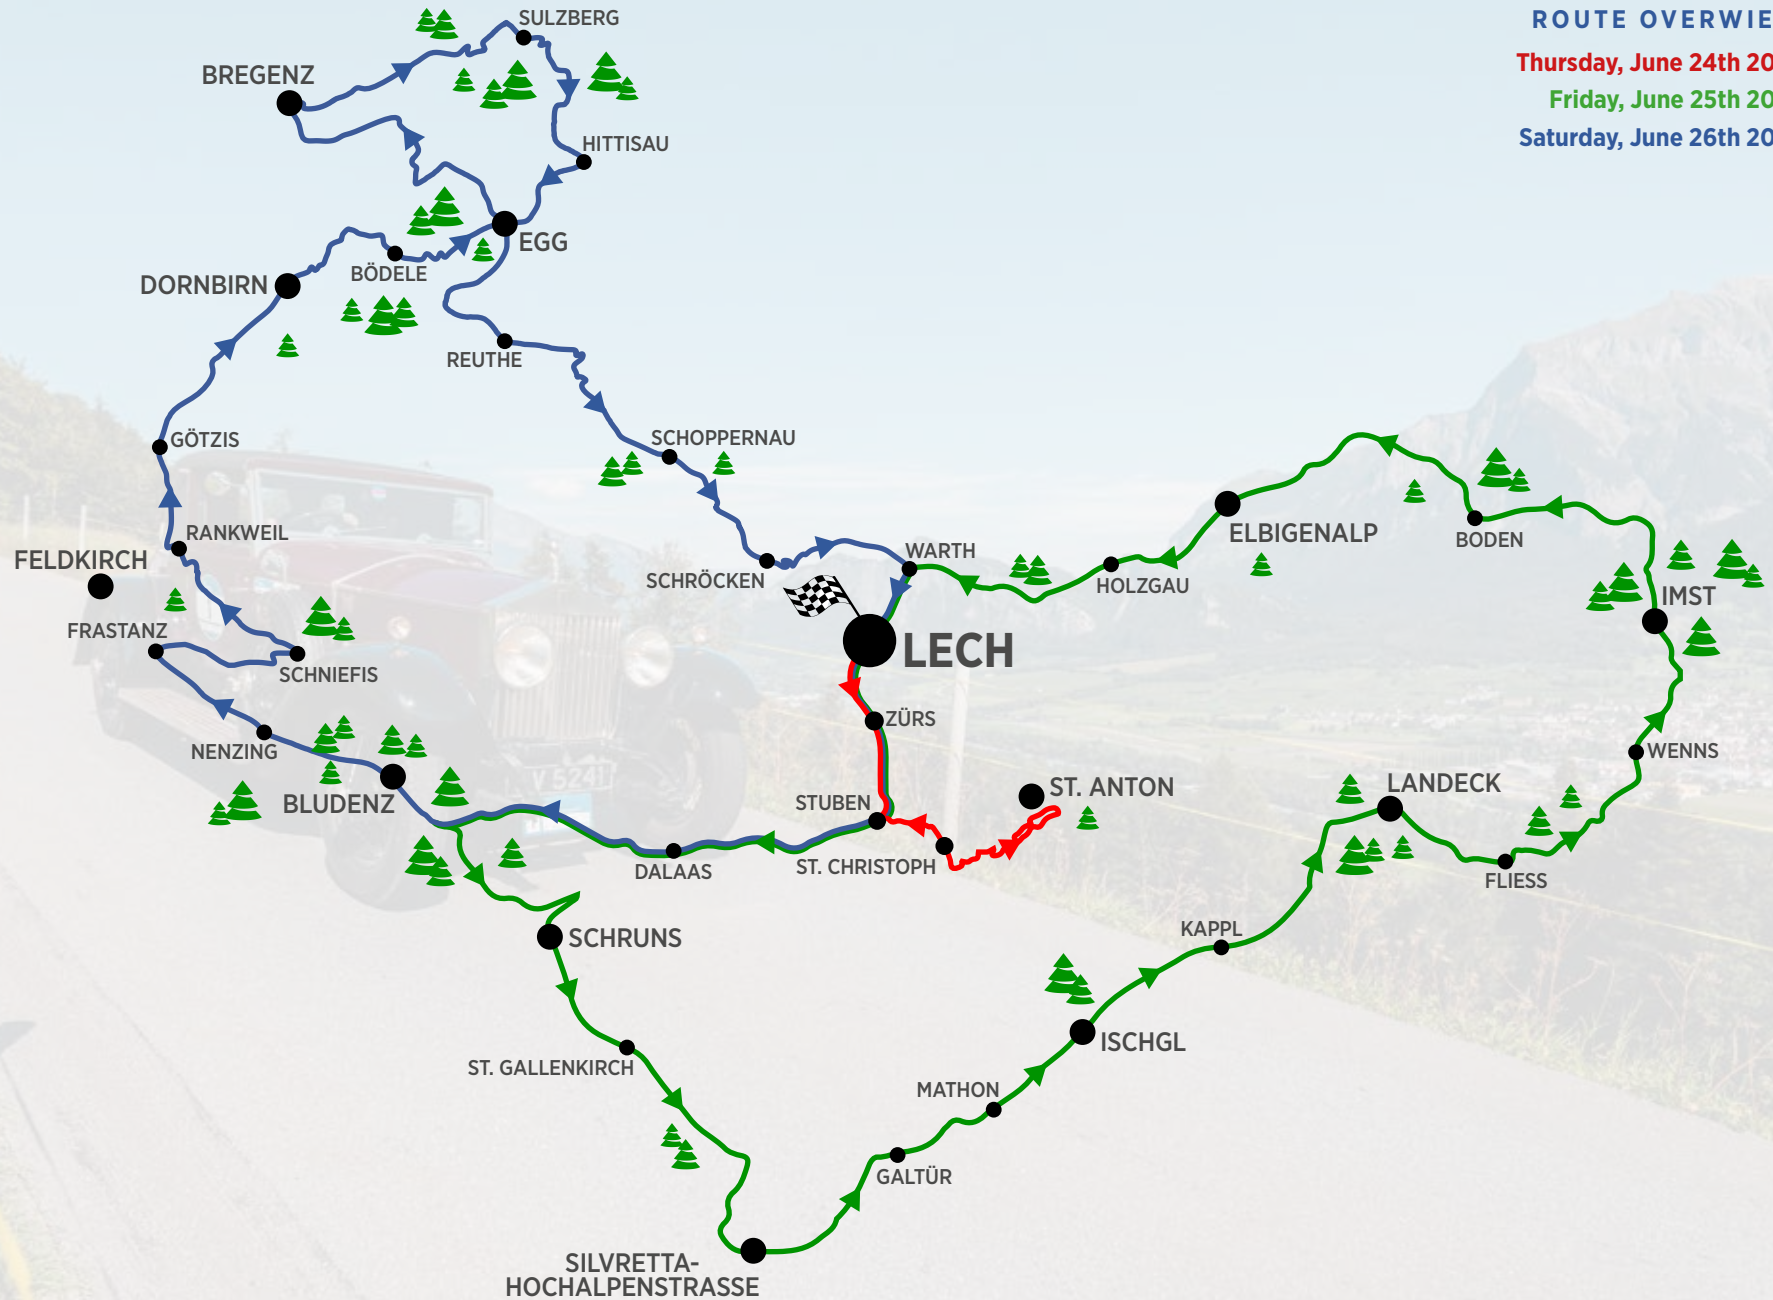 ROUTE OVERWIE
Thursday, June 24th 20
Friday, June 25th 20
Saturday, June 26th 20
SULZBERG
BREGENZ
HITTISAU
EGG
BÖDELE
DORNBIRN
REUTHE
GÖTZIS
SCHOPPERNAU
RANKWEIL
FELDKIRCH
SCHRÖCKEN
WARTH
HOLZGAU
ELBIGENALP
BODEN
IMST
FRASTANZ
SCHNIEFIS
LECH
ZÜRS
NENZING
BLUDENZ
V 5241
STUBEN
ST. ANTON
LANDECK
WENNS
DALAAS
ST. CHRISTOPH
FLIESS
SCHRUNS
KAPPL
ISCHGL
ST. GALLENKIRCH
MATHON
GALTÜR
SILVRETTA-
HOCHALPENSTRASSE